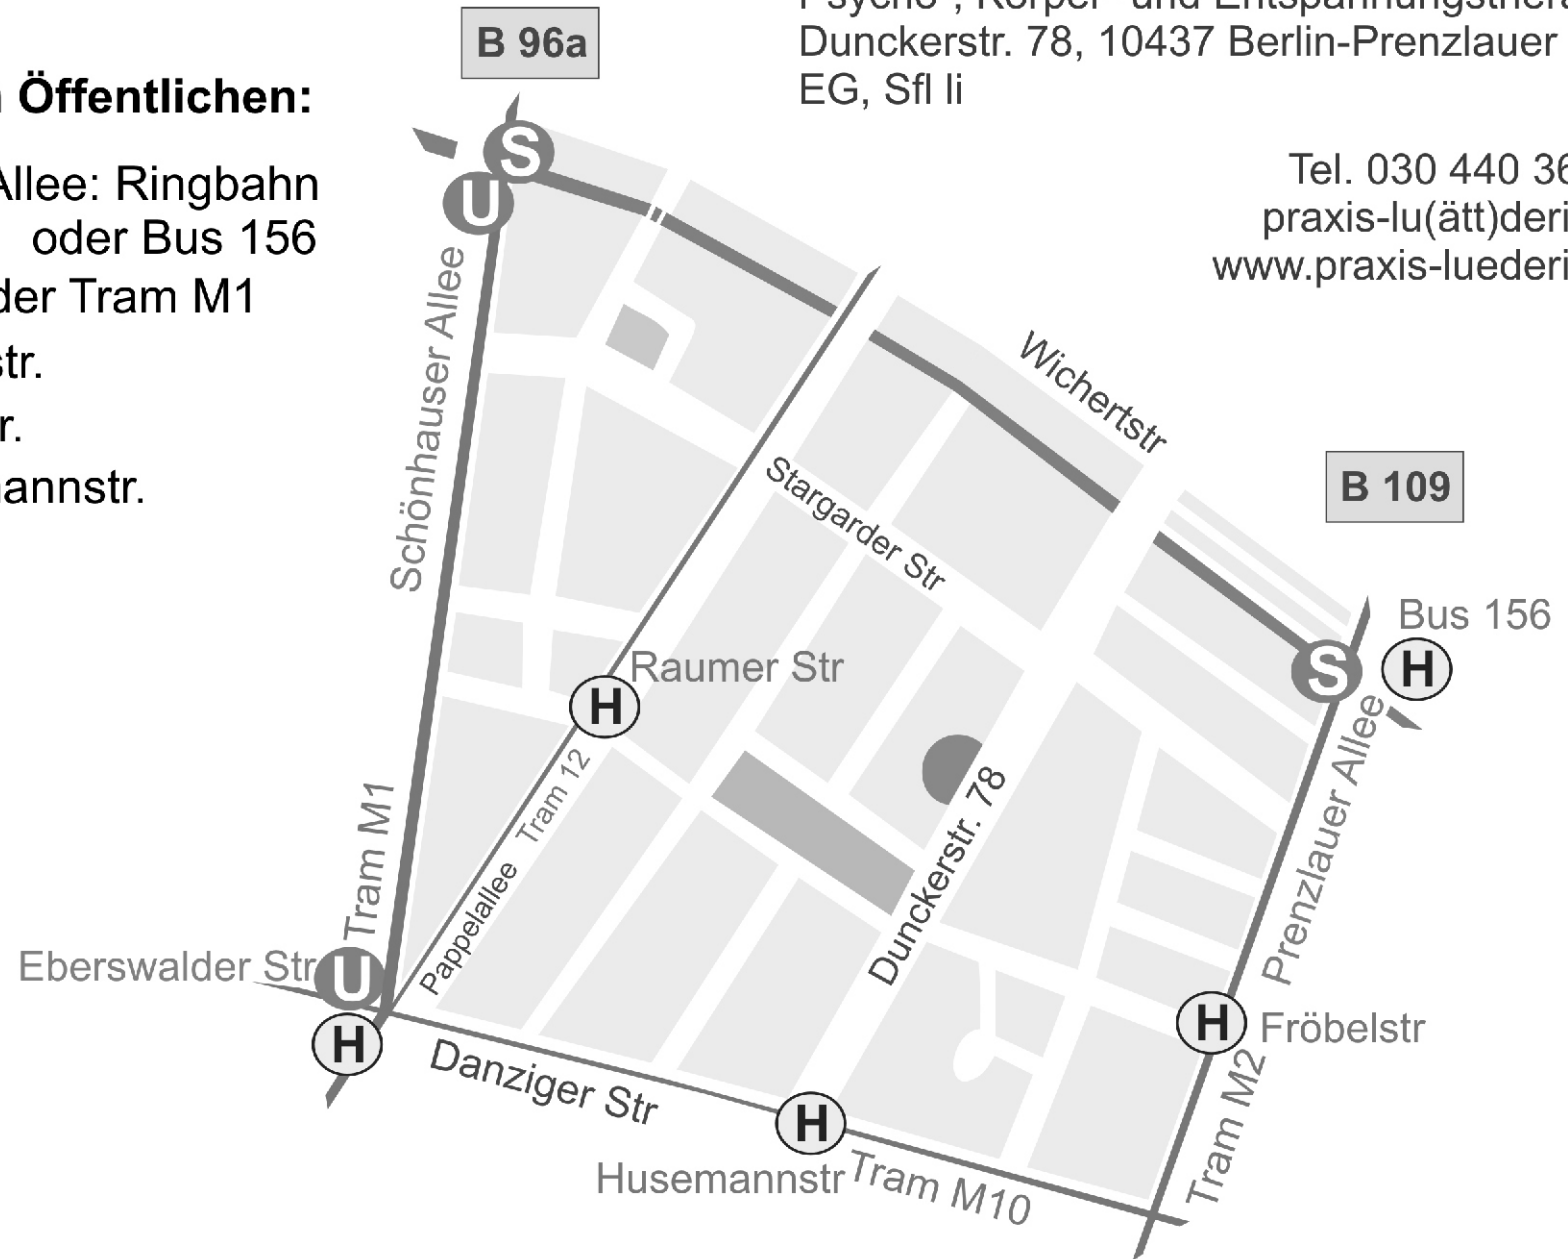 B 96a
Dunckerstr. 78, 10437 Berlin-Prenzlauer
EG, Sfl li
Öffentlichen:
Allee: Ringbahn
oder Bus 156
der Tram M1
str.
r.
annstr.
Tel. 030 440 36
praxis-lu(ätt)deri
www.praxis-luederi
S
U
Schönhauser Allee
Wichertstr
B 109
Stargarder Str
Bus 156
S
H
Raumer Str
H
Prenzlauer Allee
Tram 12
Dunckerstr. 78
Tram M1
Pappelallee
Eberswalder Str
U
H
H
Fröbelstr
Danziger Str
Tram M2
H
Husemannstr
Tram M10